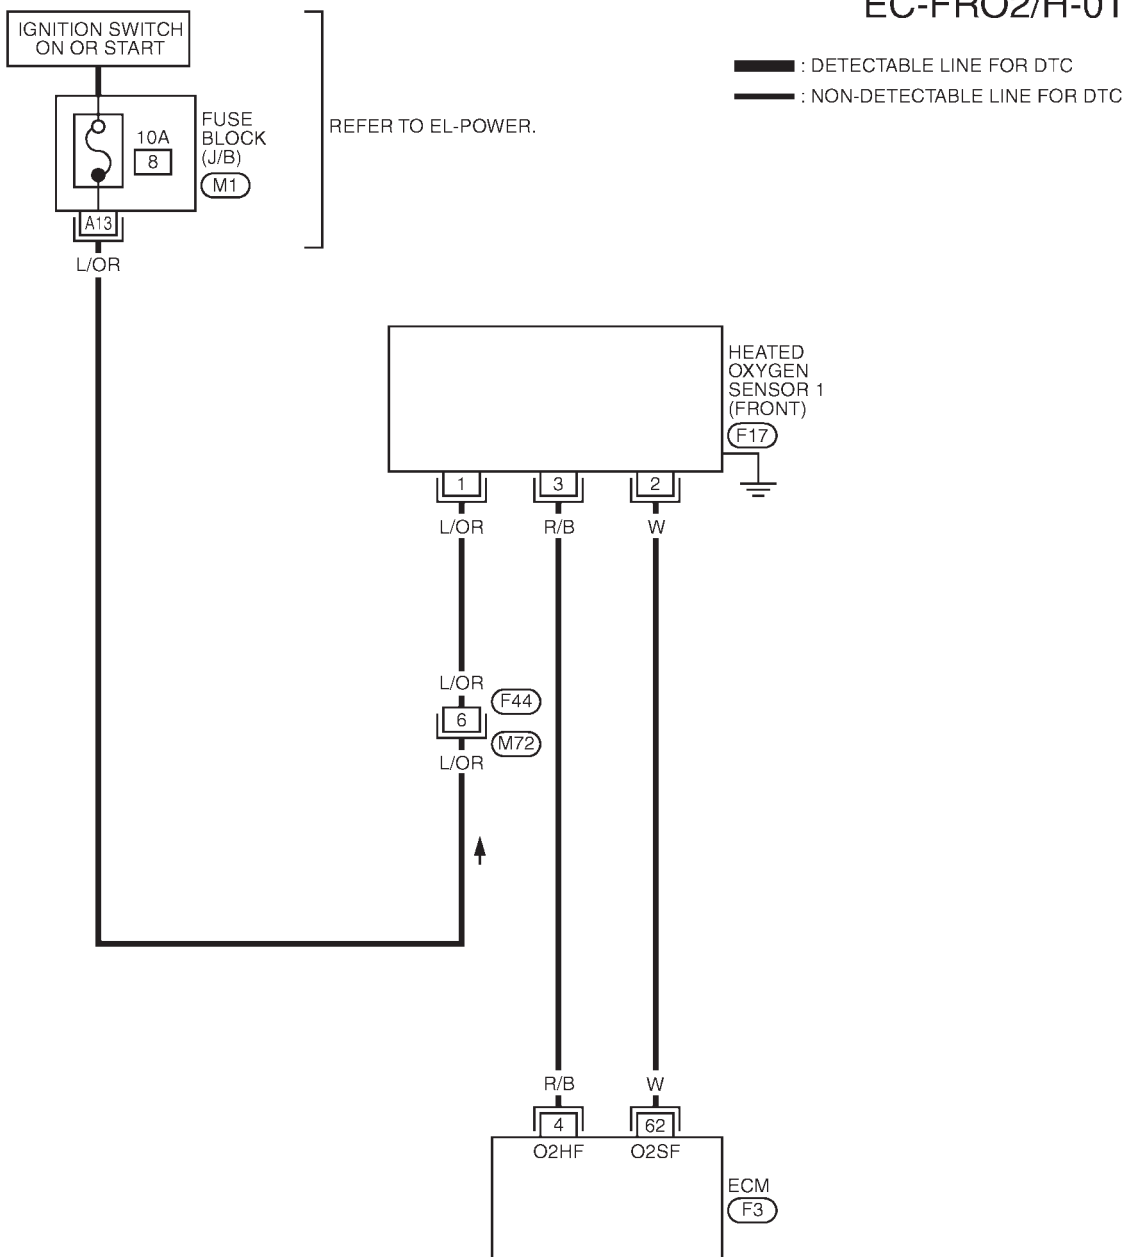 EC-FRO2/H-01
IGNITION SWITCH
ON OR START
: DETECTABLE LINE FOR DTC
: NON-DETECTABLE LINE FOR DTC
10A
8
FUSE
BLOCK
(J/B)
M1
REFER TO EL-POWER.
A13
L/OR
HEATED
OXYGEN
SENSOR 1
(FRONT)
F17
1
3
2
L/OR
R/B
W
L/OR
F44
6
M72
L/OR
R/B
W
4
62
O2HF
O2SF
ECM
F3